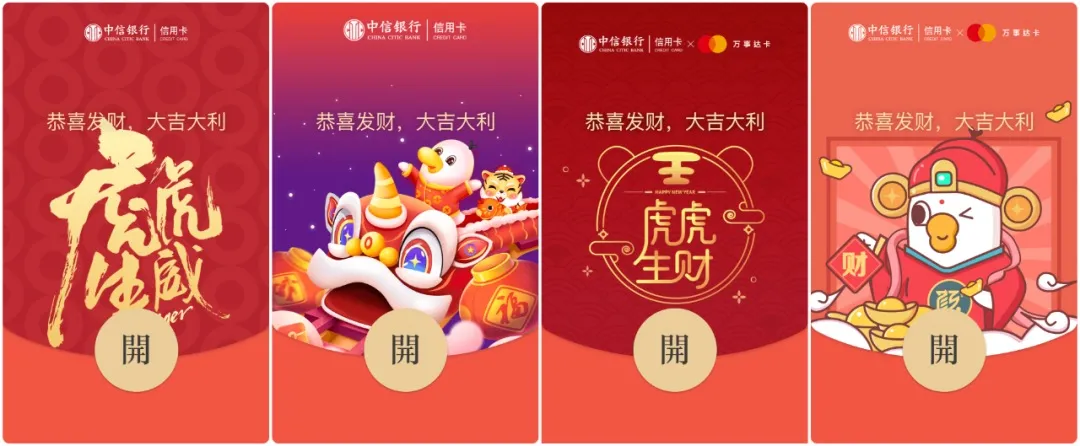 中信银行 信用卡
CHINA CITIC BANK CREDIT CARD
恭喜发财，大吉大利
虎虎
生威
開
中信银行 信用卡
CHINA CITIC BANK CREDIT CARD
恭喜发财，大吉大利
福
開
中信银行 信用卡 × 万事达卡
CHINA CITIC BANK CREDIT CARD
恭喜发财，大吉大利
王
HAPPY NEW YEAR
虎虎
生财
開
中信银行 信用卡 × 万事达卡
CHINA CITIC BANK CREDIT CARD
恭喜发财，大吉大利
财
開